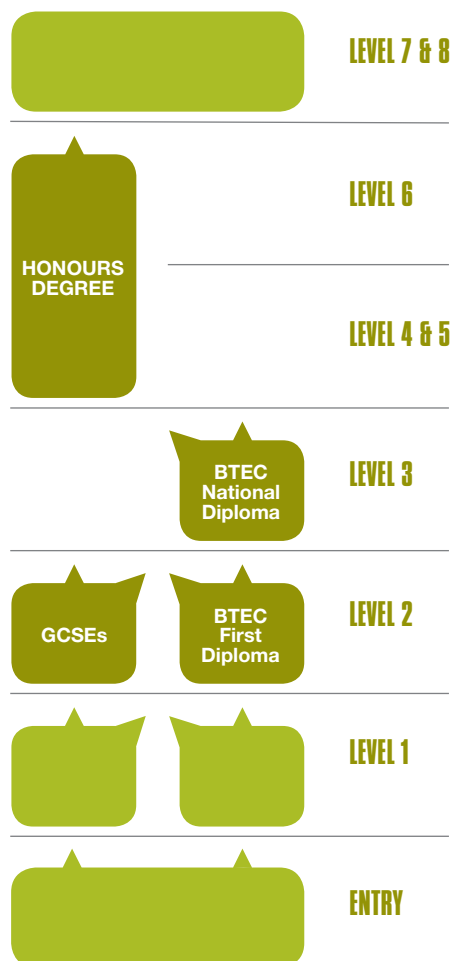 LEVEL 7 & 8
LEVEL 6
HONOURS
DEGREE
LEVEL 4 & 5
BTEC
National
Diploma
LEVEL 3
GCSEs
BTEC
First
Diploma
LEVEL 2
LEVEL 1
ENTRY